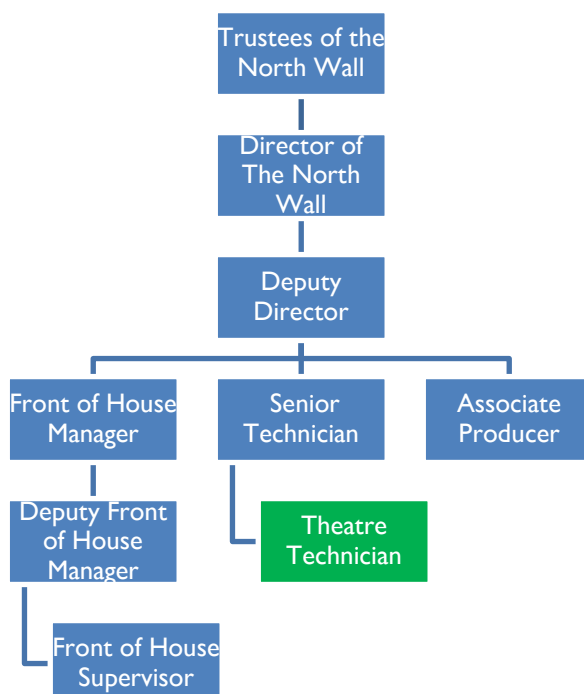 Trustees of the
North Wall
Director of
The North
Wall
Deputy
Director
Front of House
Manager
Senior
Technician
Associate
Producer
Deputy Front
of House
Manager
Theatre
Technician
Front of House
Supervisor